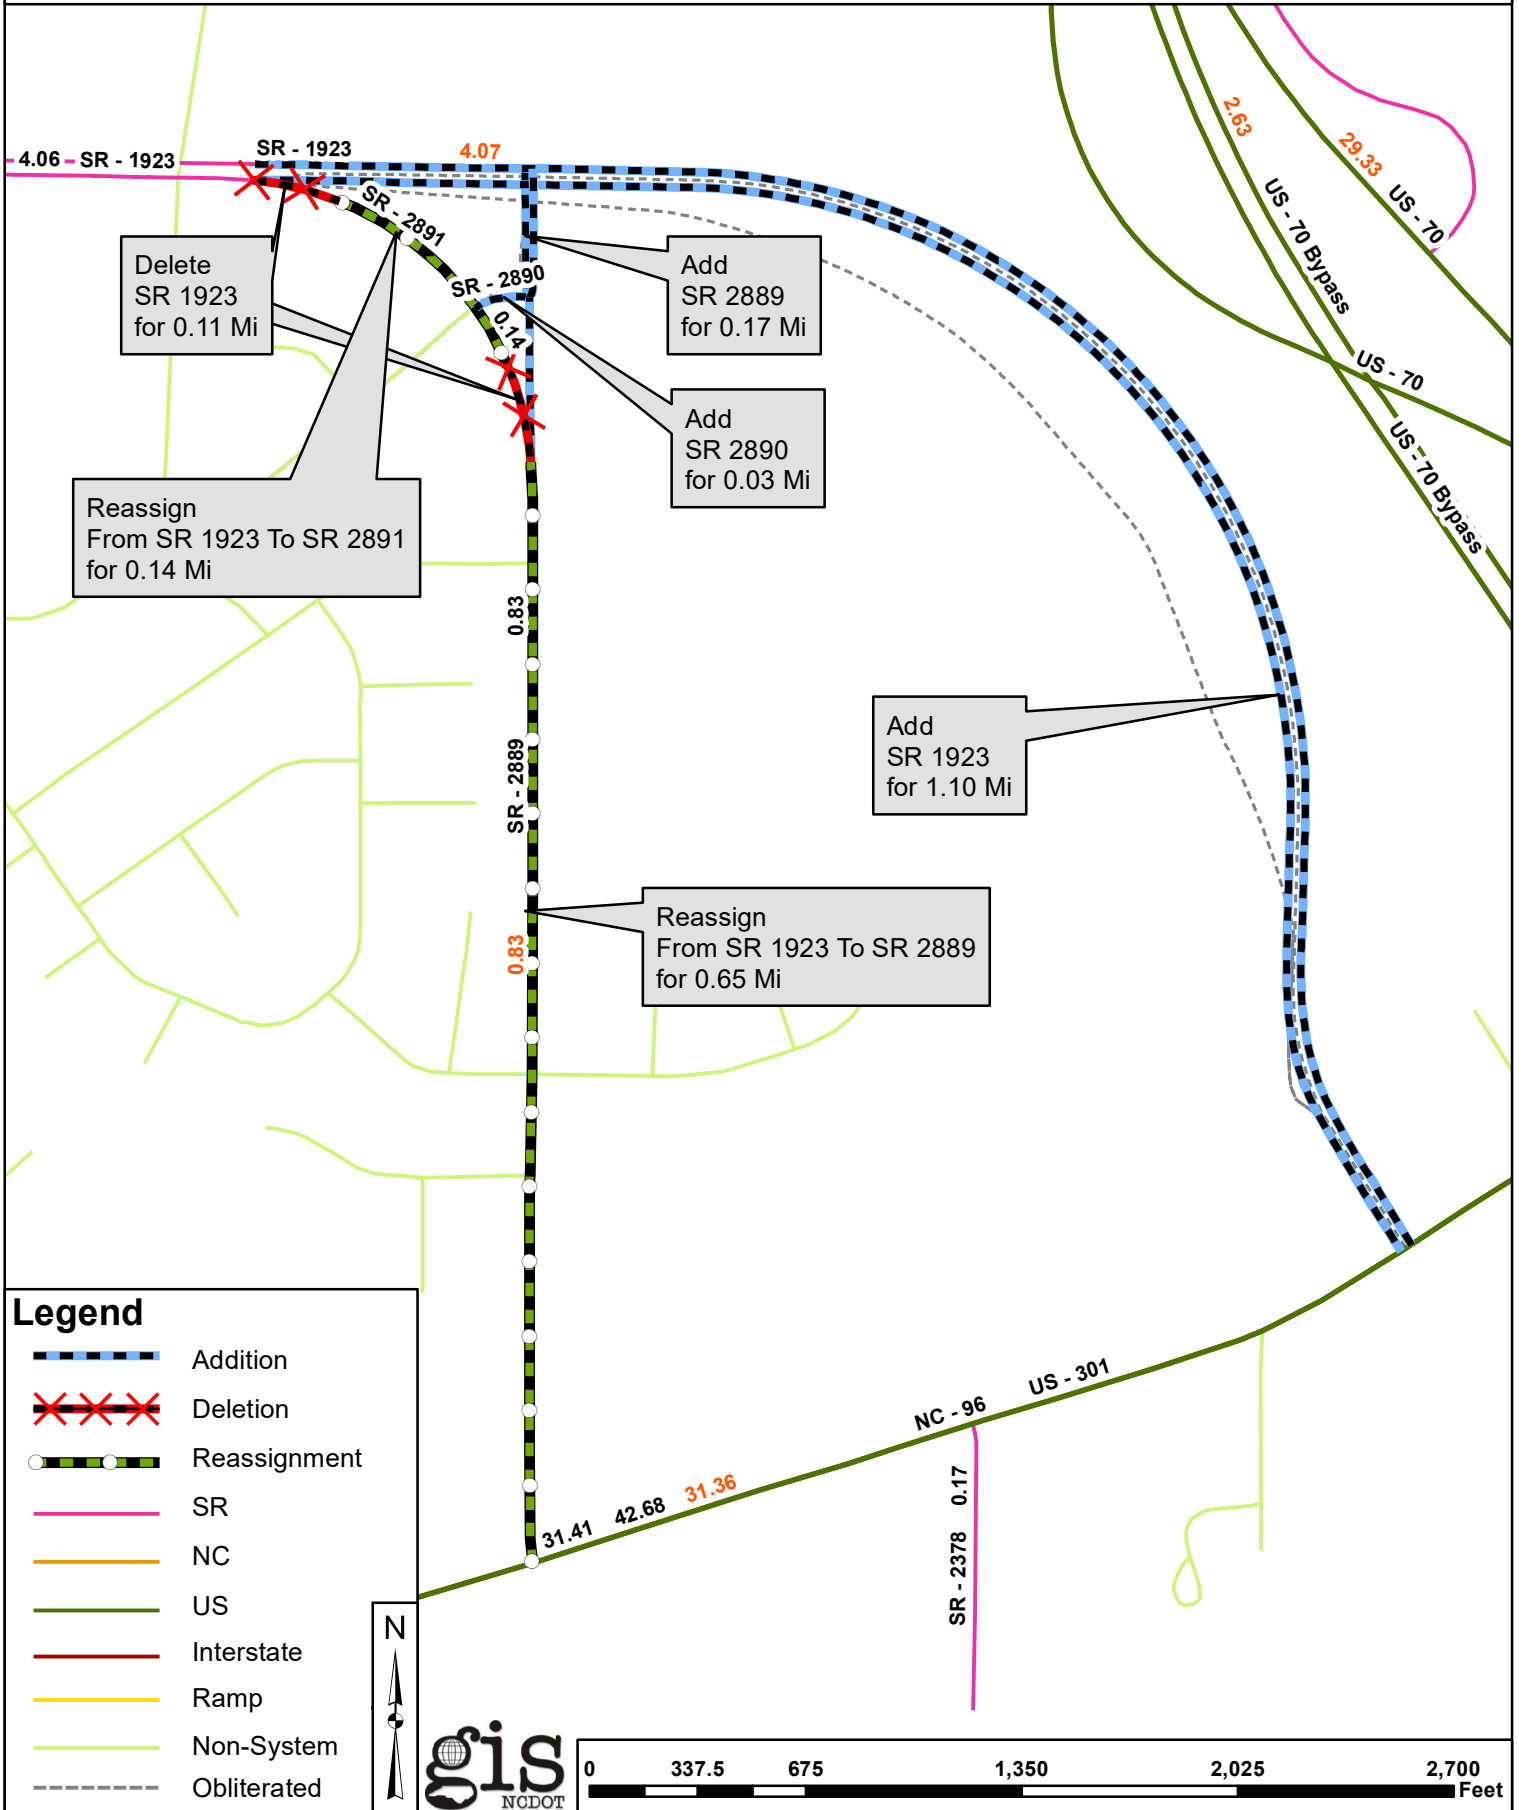 4.06 - SR - 1923
SR - 1923
4.07
SR - 2891
SR - 2890
0.14
2.63
29.33
US - 70
US - 70 Bypass
US - 70
US - 70 Bypass
Delete
SR 1923
for 0.11 Mi
Add
SR 2889
for 0.17 Mi
Add
SR 2890
for 0.03 Mi
Reassign
From SR 1923 To SR 2891
for 0.14 Mi
0.83
SR - 2889
0.83
Add
SR 1923
for 1.10 Mi
Reassign
From SR 1923 To SR 2889
for 0.65 Mi
NC - 96
US - 301
31.41
42.68
31.36
SR - 2378 0.17
Legend
Addition
Deletion
Reassignment
SR
NC
US
Interstate
Ramp
Non-System
Obliterated
N
gis
NCDOT
0 337.5 675 1,350 2,025 2,700
Feet